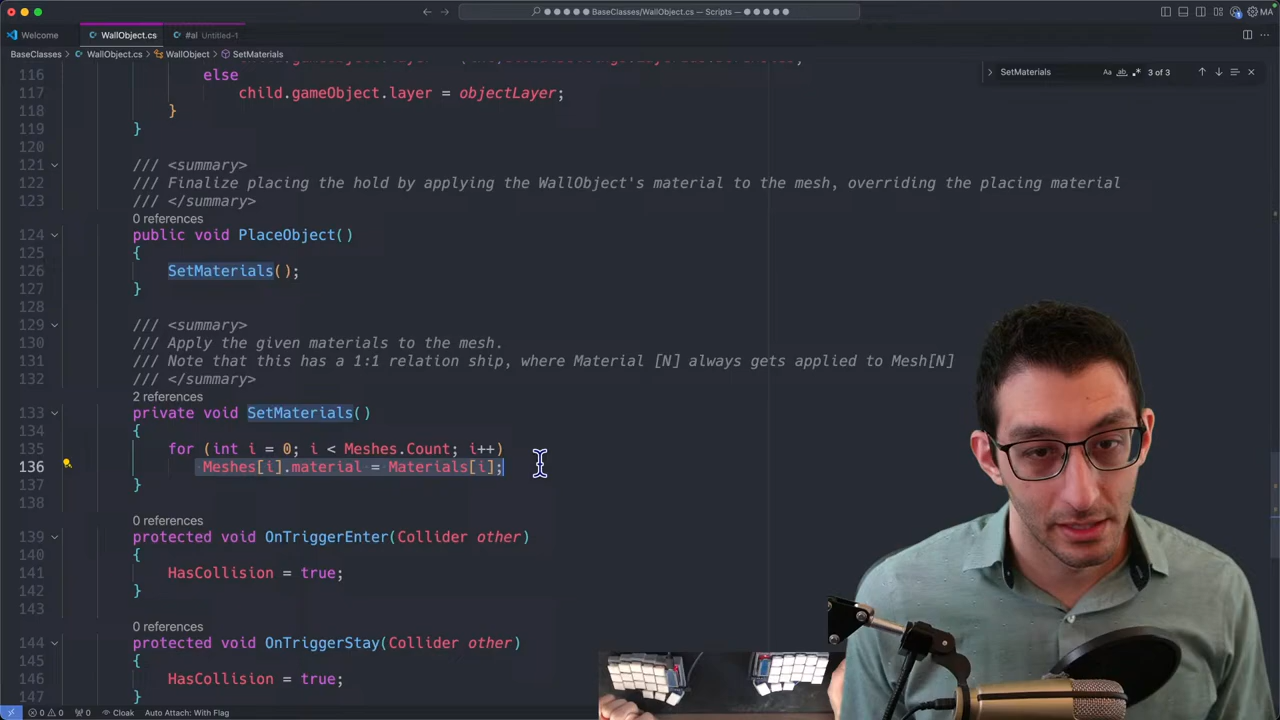 BaseClasses/WallObject.cs — Scripts
MA
Welcome
WallObject.cs
#al Untitled-1
BaseClasses > WallObject.cs > WallObject > SetMaterials
SetMaterials
Aa
ab
3 of 3
116 else
117 child.gameObject.layer = objectLayer;
118 }
119 }
120
121 /// <summary>
122 /// Finalize placing the hold by applying the WallObject's material to the mesh, overriding the placing material
123 /// </summary>
0 references
124 public void PlaceObject()
125 {
126 SetMaterials();
127 }
128
129 /// <summary>
130 /// Apply the given materials to the mesh.
131 /// Note that this has a 1:1 relation ship, where Material [N] always gets applied to Mesh[N]
132 /// </summary>
2 references
133 private void SetMaterials()
134 {
135 for (int i = 0; i < Meshes.Count; i++)
136 Meshes[i].material = Materials[i];
137 }
138
0 references
139 protected void OnTriggerEnter(Collider other)
140 {
141 HasCollision = true;
142 }
143
0 references
144 protected void OnTriggerStay(Collider other)
145 {
146 HasCollision = true;
147 }
0 0 0 Cloak Auto Attach: With Flag